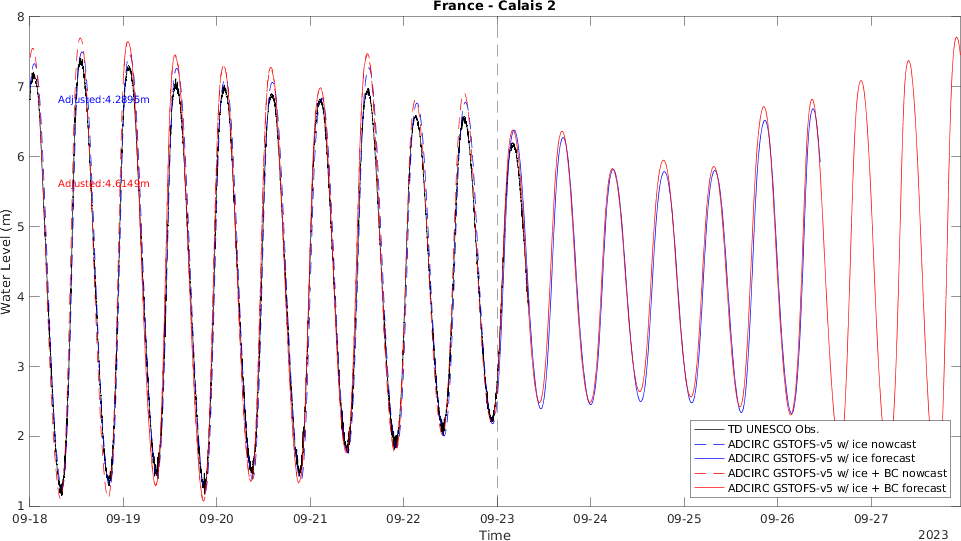 France - Calais 2
8
7
6
5
4
3
2
1
Water Level (m)
Adjusted:4.2895m
Adjusted:4.6149m
TD UNESCO Obs.
ADCIRC GSTOFS-v5 w/ ice nowcast
ADCIRC GSTOFS-v5 w/ ice forecast
ADCIRC GSTOFS-v5 w/ ice + BC nowcast
ADCIRC GSTOFS-v5 w/ ice + BC forecast
09-18 09-19 09-20 09-21 09-22 09-23 09-24 09-25 09-26 09-27
Time
2023